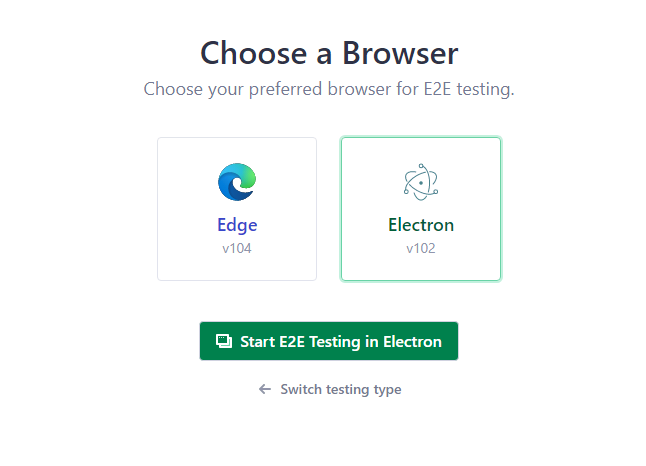 Choose a Browser
Choose your preferred browser for E2E testing.
Edge
v104
Electron
v102
Start E2E Testing in Electron
Switch testing type